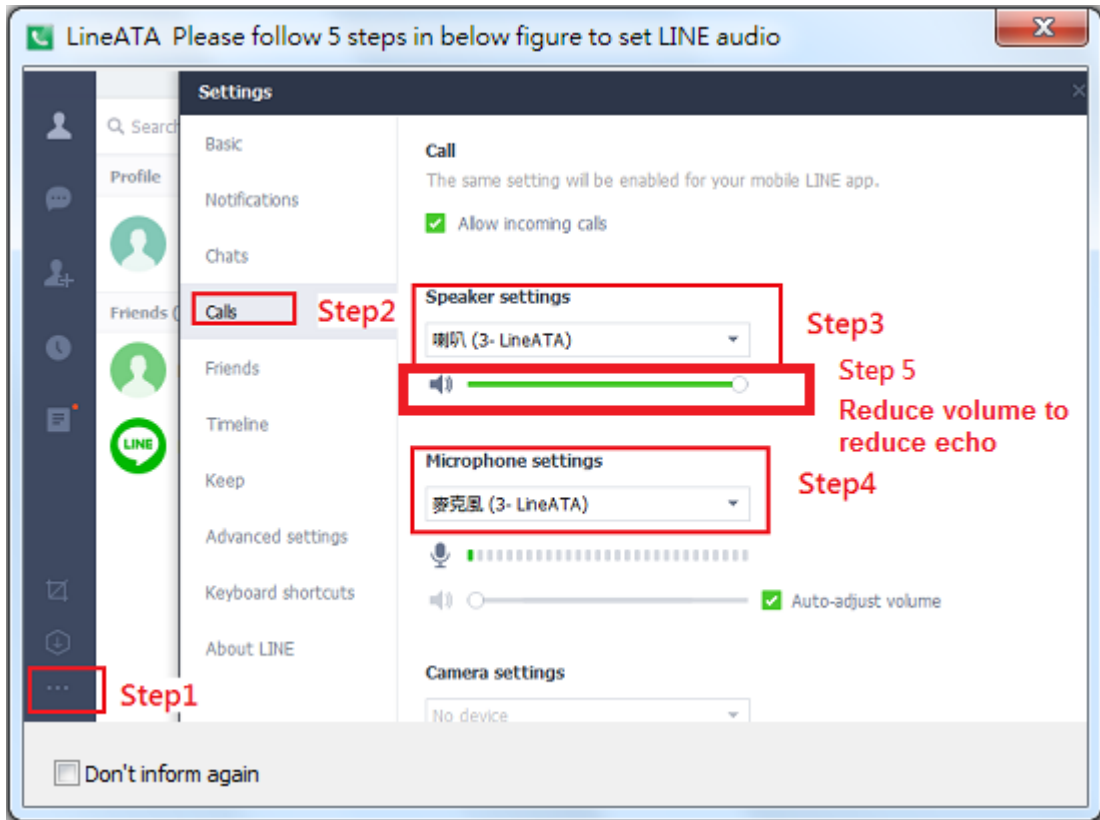 LineATA Please follow 5 steps in below figure to set LINE audio
Settings
Search
Profile
Friends (
Basic
Notifications
Chats
Calls
Step2
Friends
Timeline
Keep
Advanced settings
Keyboard shortcuts
About LINE
LINE
Step1
Call
The same setting will be enabled for your mobile LINE app.
Allow incoming calls
Speaker settings
喇叭 (3- LineATA)
Step3
Step 5
Reduce volume to
reduce echo
Microphone settings
麥克風 (3- LineATA)
Step4
Auto-adjust volume
Camera settings
No device
Don't inform again